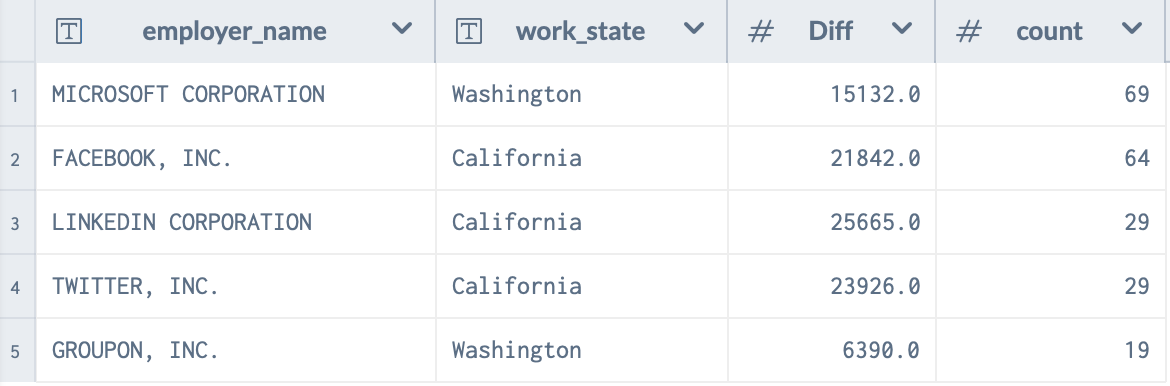 employer_name work_state # Diff # count
1 MICROSOFT CORPORATION Washington 15132.0 69
2 FACEBOOK, INC. California 21842.0 64
3 LINKEDIN CORPORATION California 25665.0 29
4 TWITTER, INC. California 23926.0 29
5 GROUPON, INC. Washington 6390.0 19